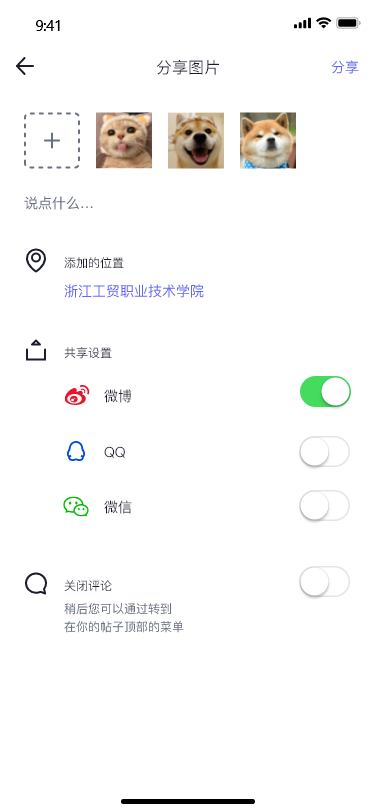 9:41
分享图片
分享
说点什么...
添加的位置
浙江工贸职业技术学院
共享设置
微博
QQ
微信
关闭评论
稍后您可以通过转到
在你的帖子顶部的菜单